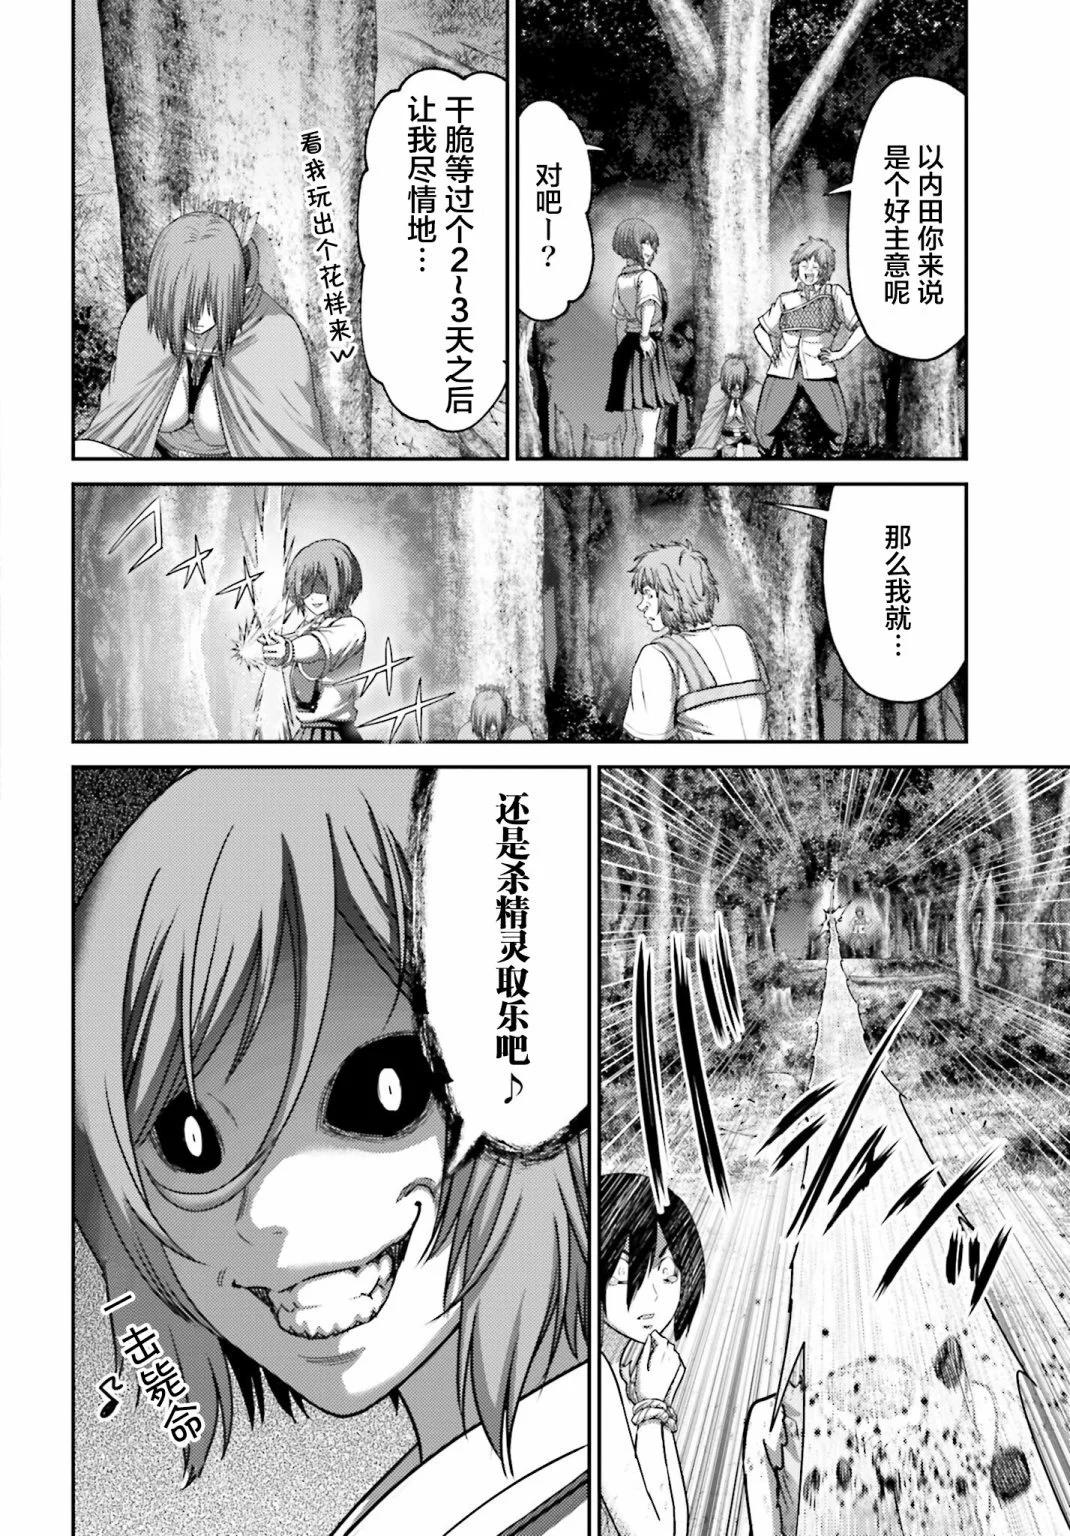 以内田你来说
是个好主意呢
对吧ー？
干脆等过个2~3天之后
让我尽情地…
看我玩出个花样来w
那么我就…
还是杀精灵取乐吧♪
一击毙命♪